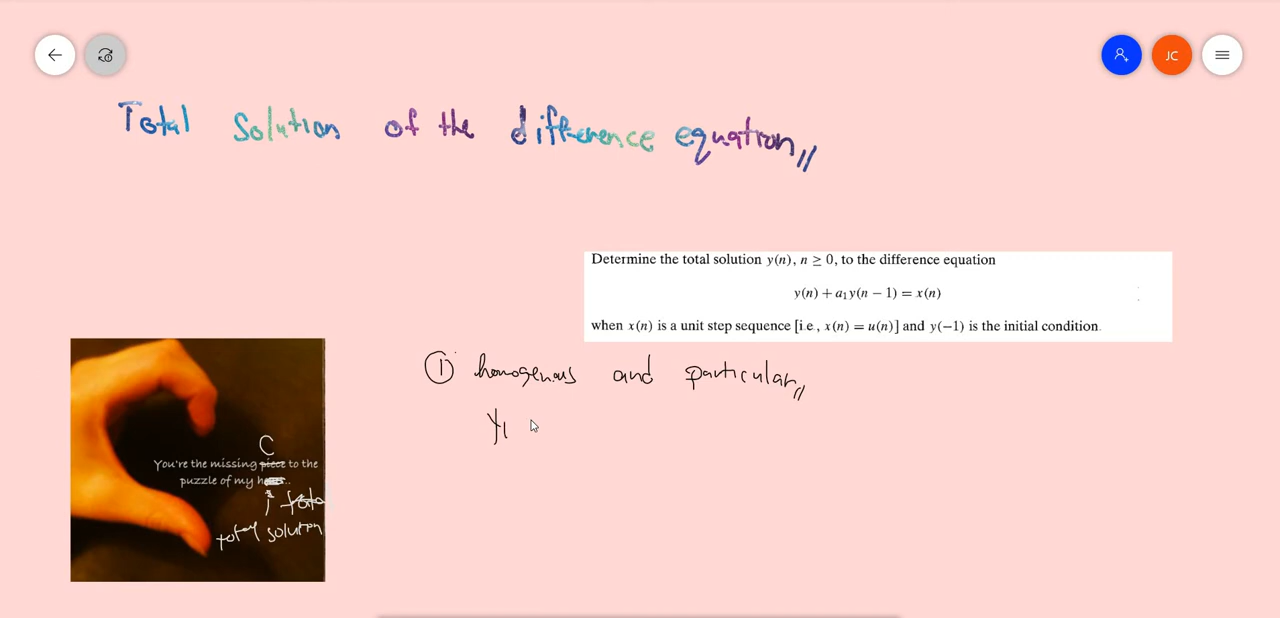 JC
Total Solution of the difference equation,,
Determine the total solution y(n), n ≥ 0, to the difference equation
y(n) + a₁y(n − 1) = x(n)
when x(n) is a unit step sequence [i.e., x(n) = u(n)] and y(−1) is the initial condition.
① homogenous and particular,,
C
You're the missing piece to the
puzzle of my
total solution